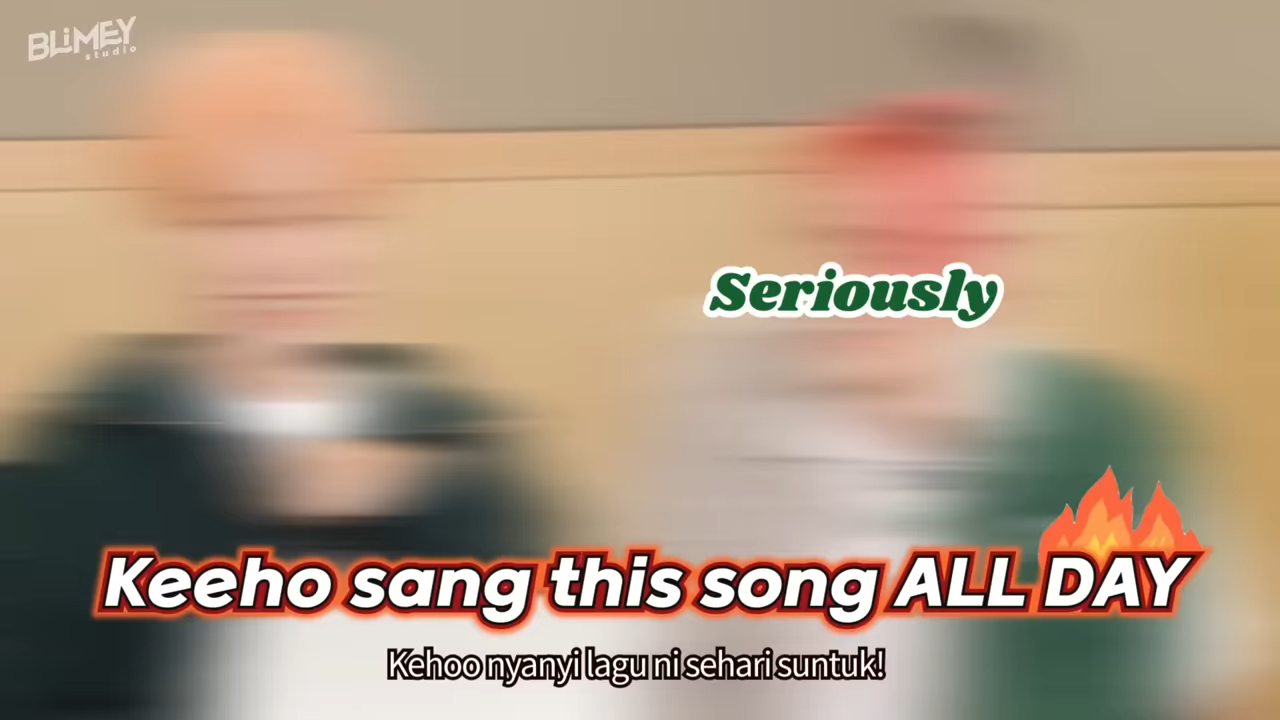 BLiMEY
studio
Seriously
Keeho sang this song ALL DAY
Kehoo nyanyi lagu ni sehari suntuk!